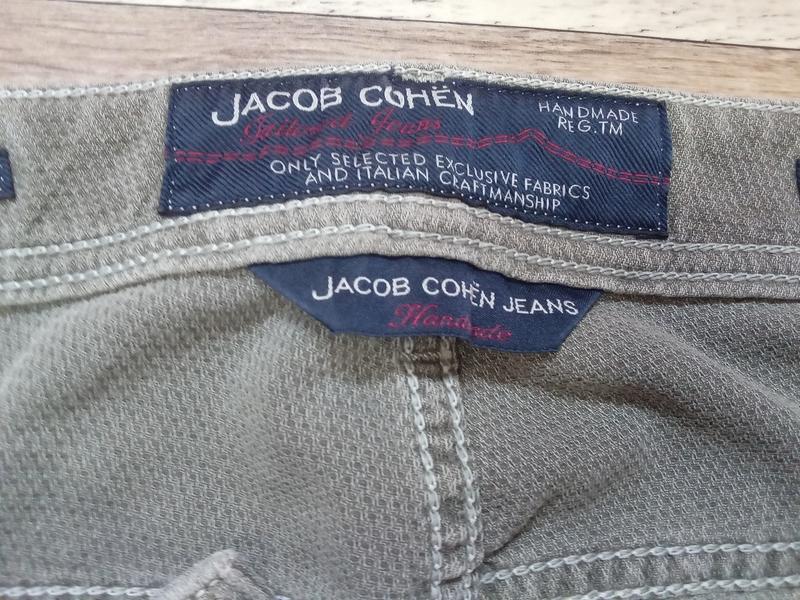 JACOB COHËN
HANDMADE
REG.TM
Tailored Jeans
ONLY SELECTED EXCLUSIVE FABRICS
AND ITALIAN CRAFTMANSHIP
JACOB COHËN JEANS
Handmade